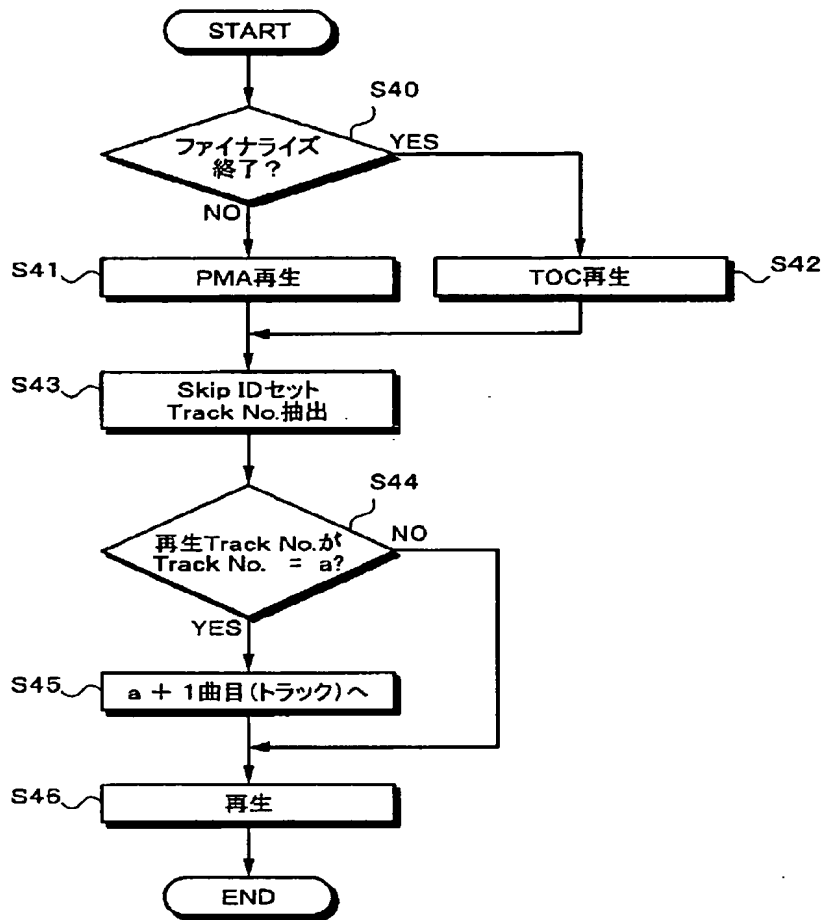 START
S40
ファイナライズ
終了？
YES
NO
S41
PMA再生
TOC再生
S42
S43
Skip IDセット
Track No.抽出
S44
再生Track No.が
Track No. = a?
NO
YES
S45
a + 1曲目(トラック)へ
S46
再生
END